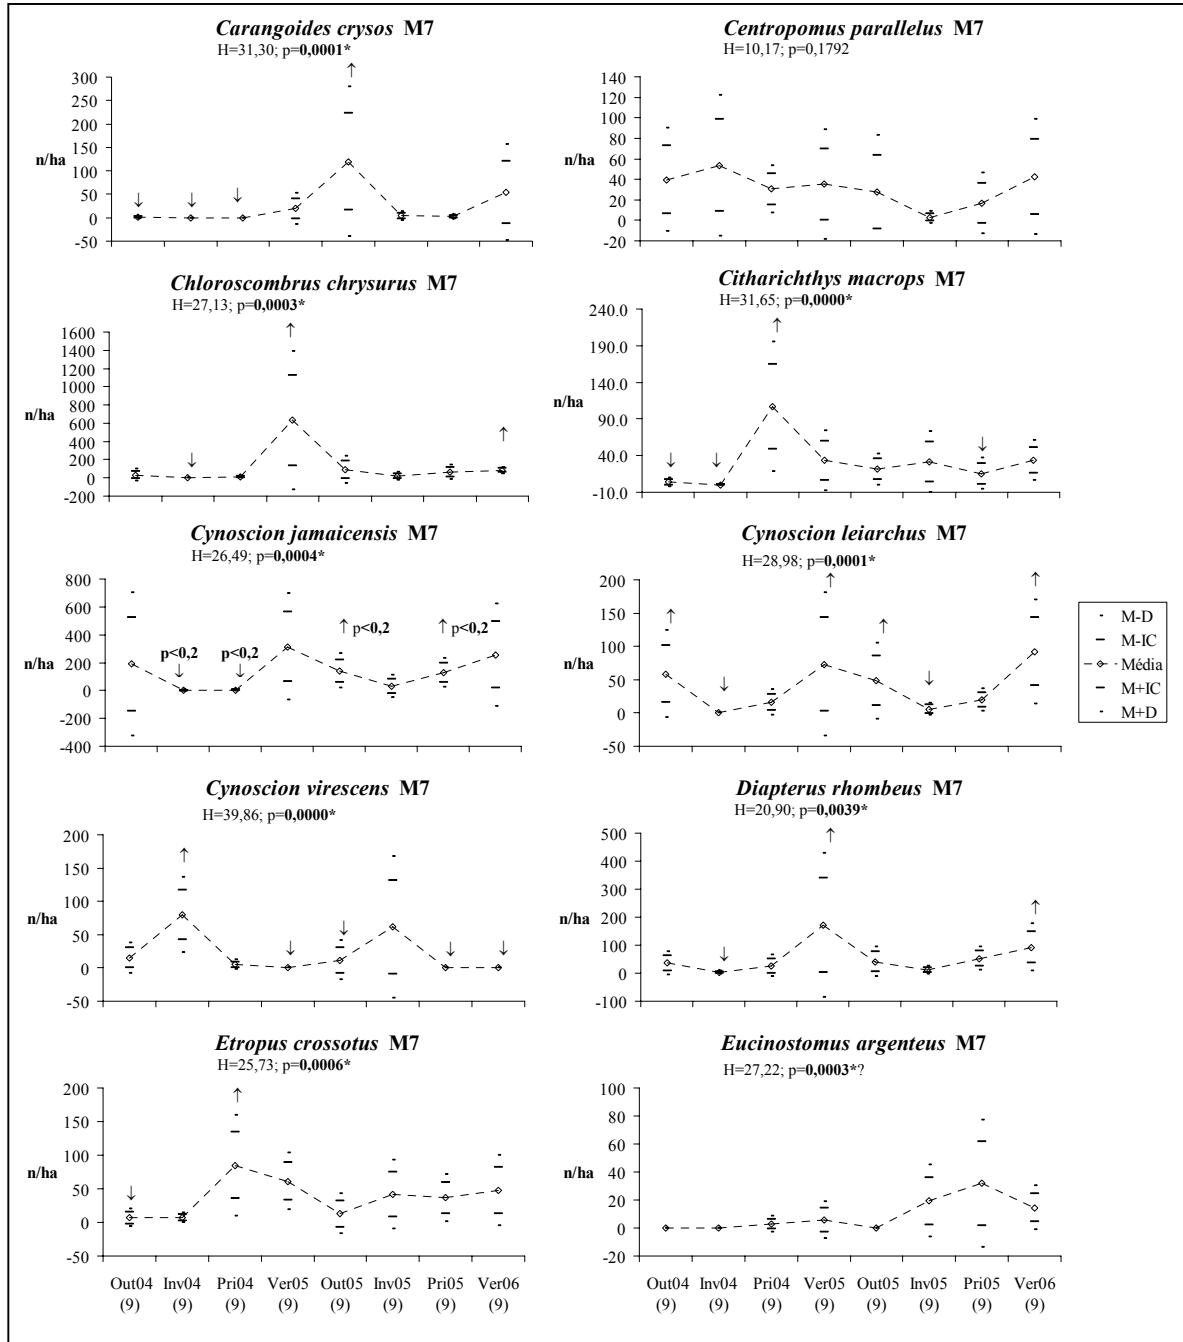 Carangoides crysos M7
H=31,30; p=0,0001*
300
250
200
150
100
50
0
-50
n/ha
↓ ↓ ↓ ↑
Centropomus parallelus M7
H=10,17; p=0,1792
140
120
100
80
60
40
20
0
-20
n/ha
Chloroscombrus chrysurus M7
H=27,13; p=0,0003*
1600
1400
1200
1000
800
600
400
200
0
-200
n/ha
↓ ↑ ↑
Citharichthys macrops M7
H=31,65; p=0,0000*
240.0
190.0
140.0
90.0
40.0
-10.0
n/ha
↓ ↓ ↑ ↓
Cynoscion jamaicensis M7
H=26,49; p=0,0004*
800
600
400
200
0
-200
-400
n/ha
p<0,2 ↓ p<0,2 ↓ ↑ p<0,2 ↑ p<0,2
Cynoscion leiarchus M7
H=28,98; p=0,0001*
200
150
100
50
0
-50
n/ha
↑ ↓ ↑ ↑ ↓ ↑
M-D
M-IC
Média
M+IC
M+D
Cynoscion virescens M7
H=39,86; p=0,0000*
200
150
100
50
0
-50
n/ha
↑ ↓ ↓ ↓ ↓
Diapterus rhombeus M7
H=20,90; p=0,0039*
500
400
300
200
100
0
-100
n/ha
↓ ↑ ↑
Etropus crossotus M7
H=25,73; p=0,0006*
200
150
100
50
0
-50
n/ha
↓ ↑
Out04 Inv04 Pri04 Ver05 Out05 Inv05 Pri05 Ver06
(9) (9) (9) (9) (9) (9) (9) (9)
Eucinostomus argenteus M7
H=27,22; p=0,0003*?
100
80
60
40
20
0
-20
n/ha
Out04 Inv04 Pri04 Ver05 Out05 Inv05 Pri05 Ver06
(9) (9) (9) (9) (9) (9) (9) (9)